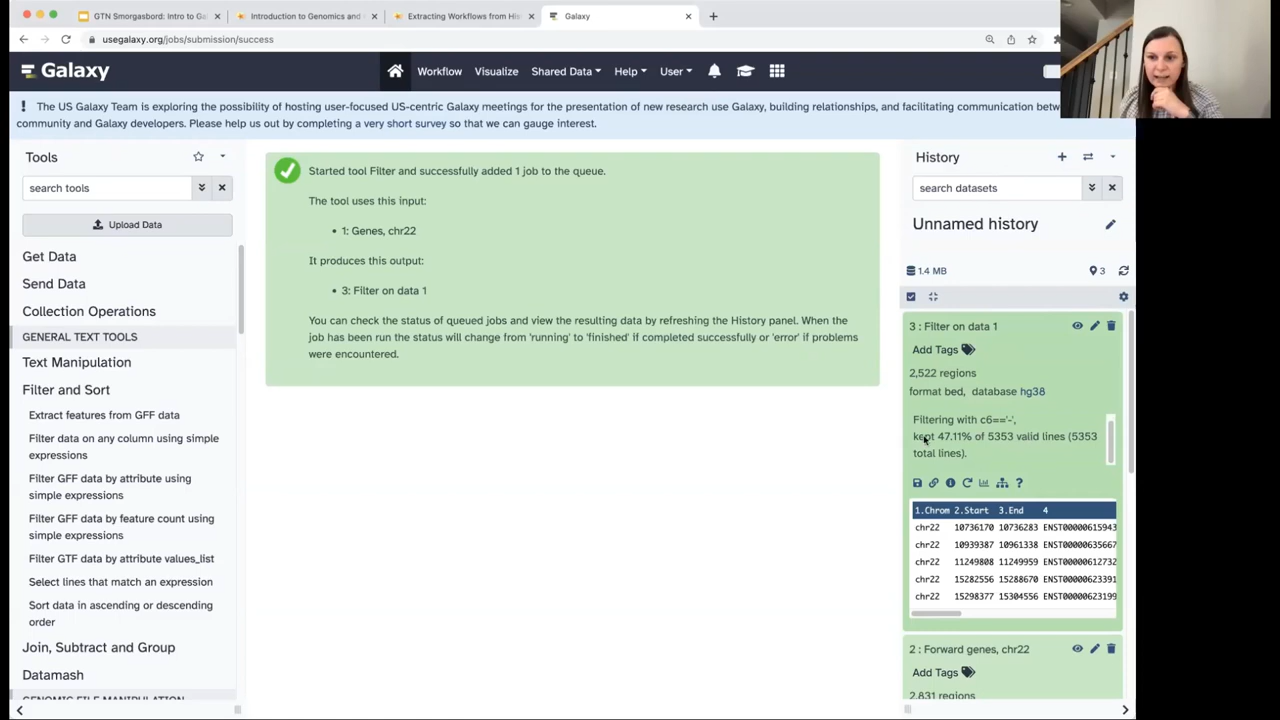 GTN Smorgasbord: Intro to Ga
Introduction to Genomics and
Extracting Workflows from His
Galaxy
usegalaxy.org/jobs/submission/success
Galaxy
Workflow
Visualize
Shared Data
Help
User
The US Galaxy Team is exploring the possibility of hosting user-focused US-centric Galaxy meetings for the presentation of new research use Galaxy, building relationships, and facilitating communication betw
community and Galaxy developers. Please help us out by completing a very short survey so that we can gauge interest.
Tools
search tools
Upload Data
Get Data
Send Data
Collection Operations
GENERAL TEXT TOOLS
Text Manipulation
Filter and Sort
Extract features from GFF data
Filter data on any column using simple
expressions
Filter GFF data by attribute using
simple expressions
Filter GFF data by feature count using
simple expressions
Filter GTF data by attribute values_list
Select lines that match an expression
Sort data in ascending or descending
order
Join, Subtract and Group
Datamash
GENOMIC FILE MANIPULATION
Started tool Filter and successfully added 1 job to the queue.
The tool uses this input:
• 1: Genes, chr22
It produces this output:
• 3: Filter on data 1
You can check the status of queued jobs and view the resulting data by refreshing the History panel. When the
job has been run the status will change from 'running' to 'finished' if completed successfully or 'error' if problems
were encountered.
History
search datasets
Unnamed history
1.4 MB
3
3 : Filter on data 1
Add Tags
2,522 regions
format bed, database hg38
Filtering with c6=='-',
kept 47.11% of 5353 valid lines (5353
total lines).
1.Chrom 2.Start 3.End 4
chr22 10736170 10736283 ENST00000615943
chr22 10939387 10961338 ENST00000635667
chr22 11249808 11249959 ENST00000612732
chr22 15282556 15288670 ENST00000623391
chr22 15298377 15304556 ENST00000623199
2 : Forward genes, chr22
Add Tags
2,831 regions